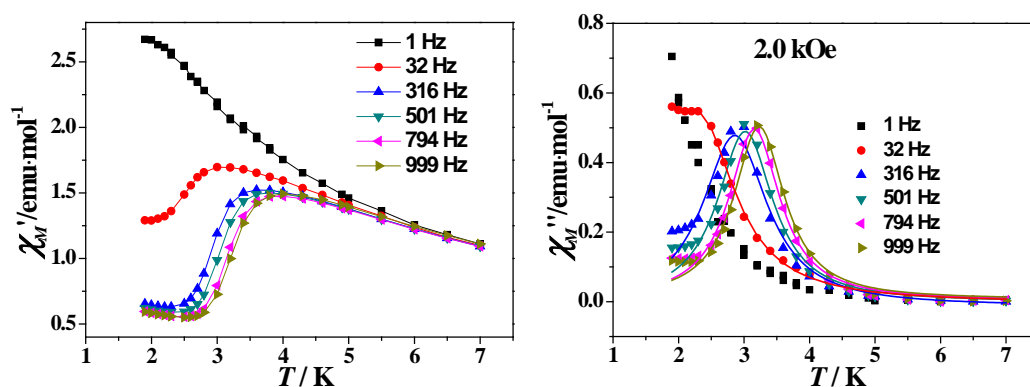 χM''/emu·mol-1
2.5
2.0
1.5
1.0
0.5
1 Hz
32 Hz
316 Hz
501 Hz
794 Hz
999 Hz
1 2 3 4 5 6 7
T / K
χM''/emu·mol-1
0.8
0.6
0.4
0.2
0.0
2.0 kOe
1 Hz
32 Hz
316 Hz
501 Hz
794 Hz
999 Hz
1 2 3 4 5 6 7
T / K